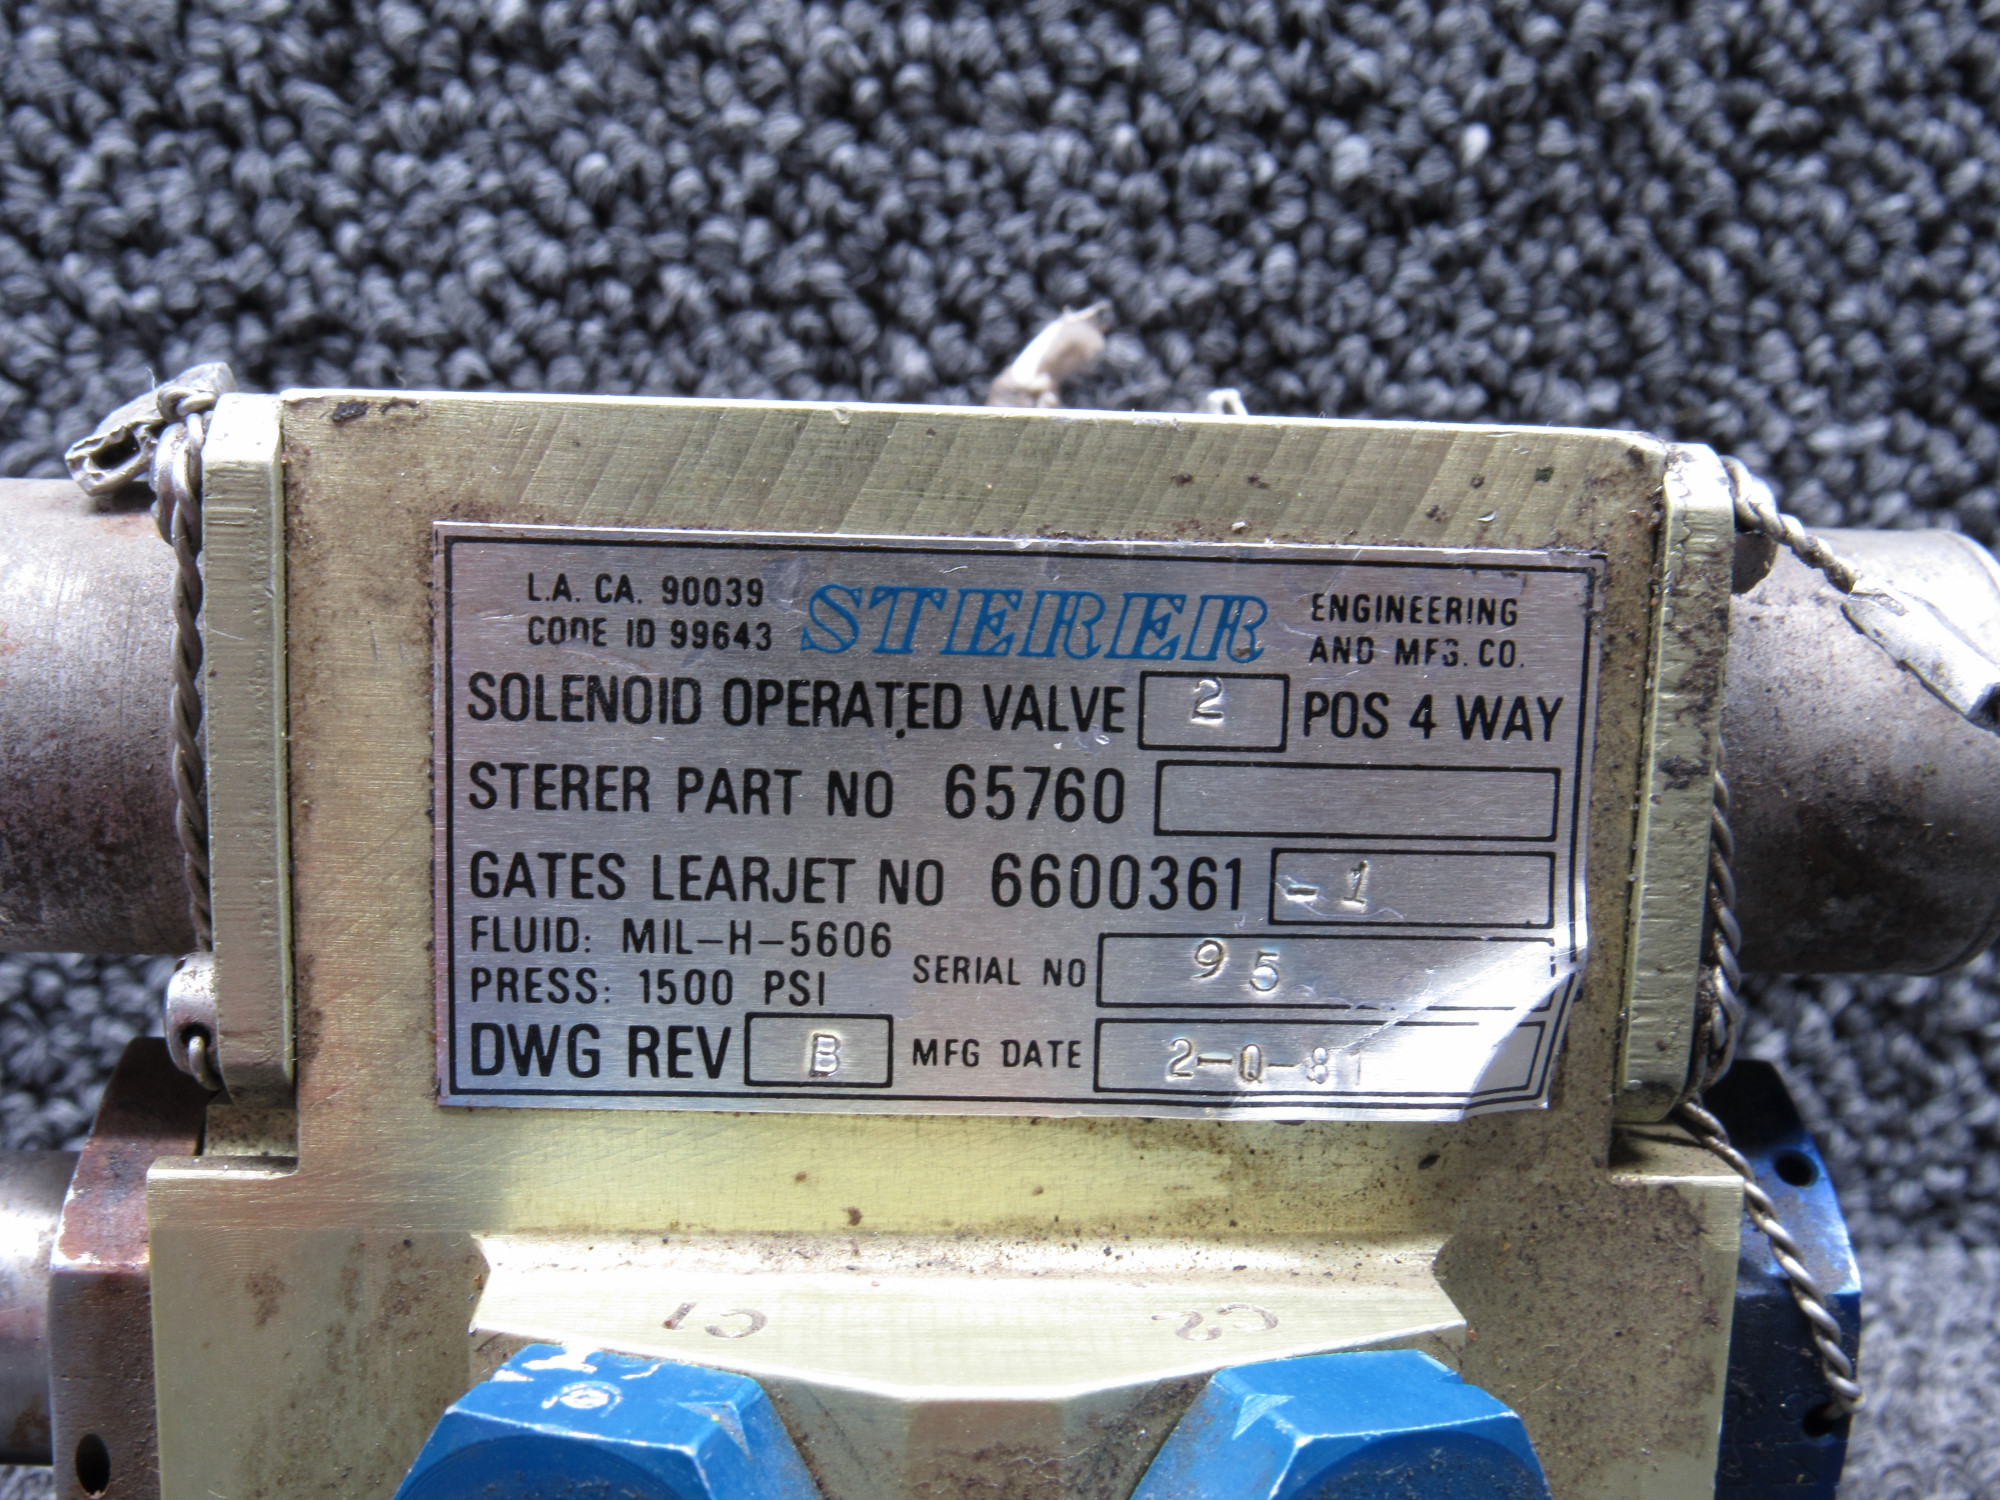 L.A. CA. 90039
CODE ID 99643
STERER
ENGINEERING
AND MFG. CO.
SOLENOID OPERATED VALVE 2 POS 4 WAY
STERER PART NO 65760
GATES LEARJET NO 6600361 -1
FLUID: MIL-H-5606
PRESS: 1500 PSI
SERIAL NO 95
DWG REV B
MFG DATE 2-Q-81
C1
C2